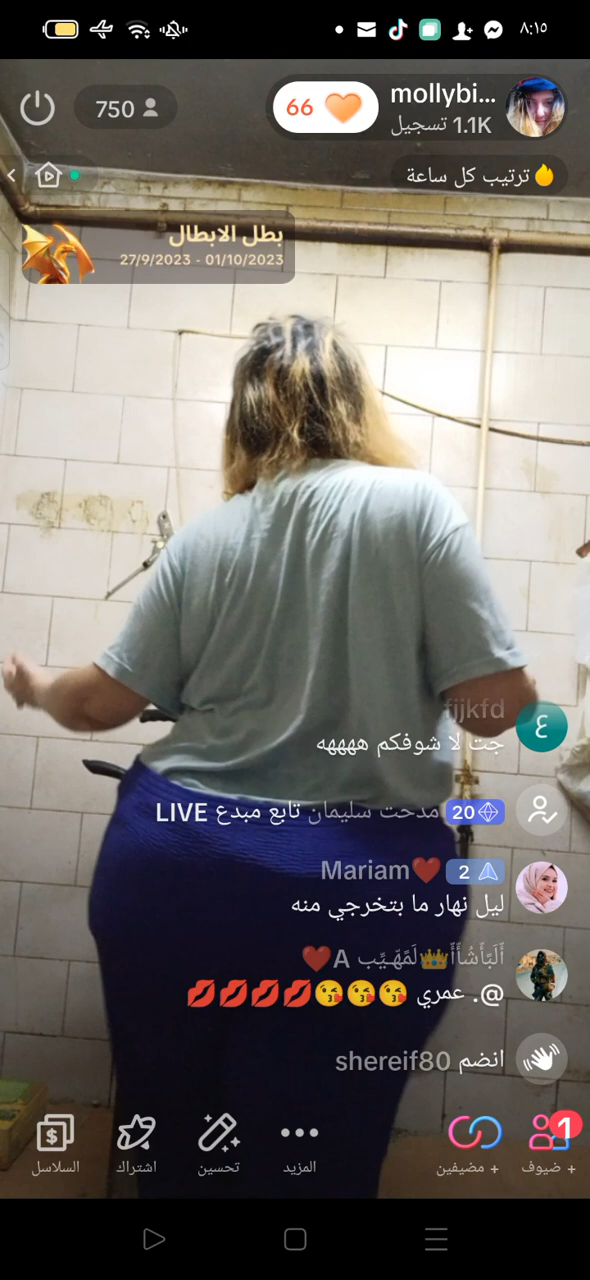 ٨:١٥
mollybi...
1.1K تسجيل
66
750
ترتيب كل ساعة
بطل الابطال
27/9/2023 - 01/10/2023
fjjkfd
ع
جت لا شوفكم ههههه
20 مدحت سليمان تابع مبدع LIVE
2 Mariam
ليل نهار ما بتخرجي منه
A
@. عمري
shereif80 انضم
1
+ ضيوف
+ مضيفين
المزيد
تحسين
اشتراك
السلاسل